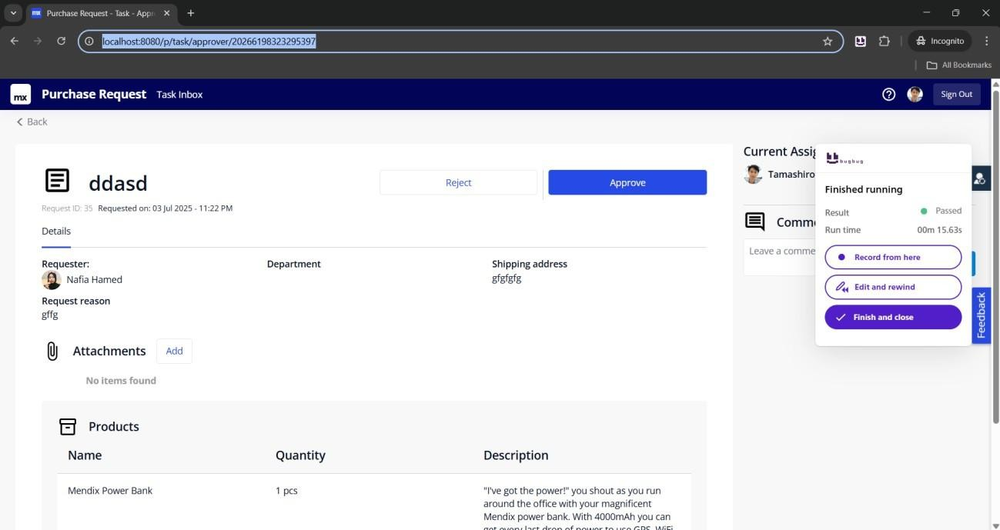 mx Purchase Request - Task - Appr
localhost:8080/p/task/approver/20266198323295397
Incognito
All Bookmarks
mx Purchase Request Task Inbox
Sign Out
Back
ddasd
Reject
Approve
Request ID: 35 Requested on: 03 Jul 2025 - 11:22 PM
Details
Requester:
Nafia Hamed
Department
Shipping address
gfgfgfg
Request reason
gffg
Attachments
Add
No items found
Products
Name Quantity Description
Mendix Power Bank 1 pcs "I've got the power!" you shout as you run
around the office with your magnificent
Mendix power bank. With 4000mAh you can
get every last drop of power to use GPS, WiFi
Current Assig
Tamashiro
Comme
Leave a comme
bugbug
Finished running
Result Passed
Run time 00m 15.63s
Record from here
Edit and rewind
Finish and close
Feedback